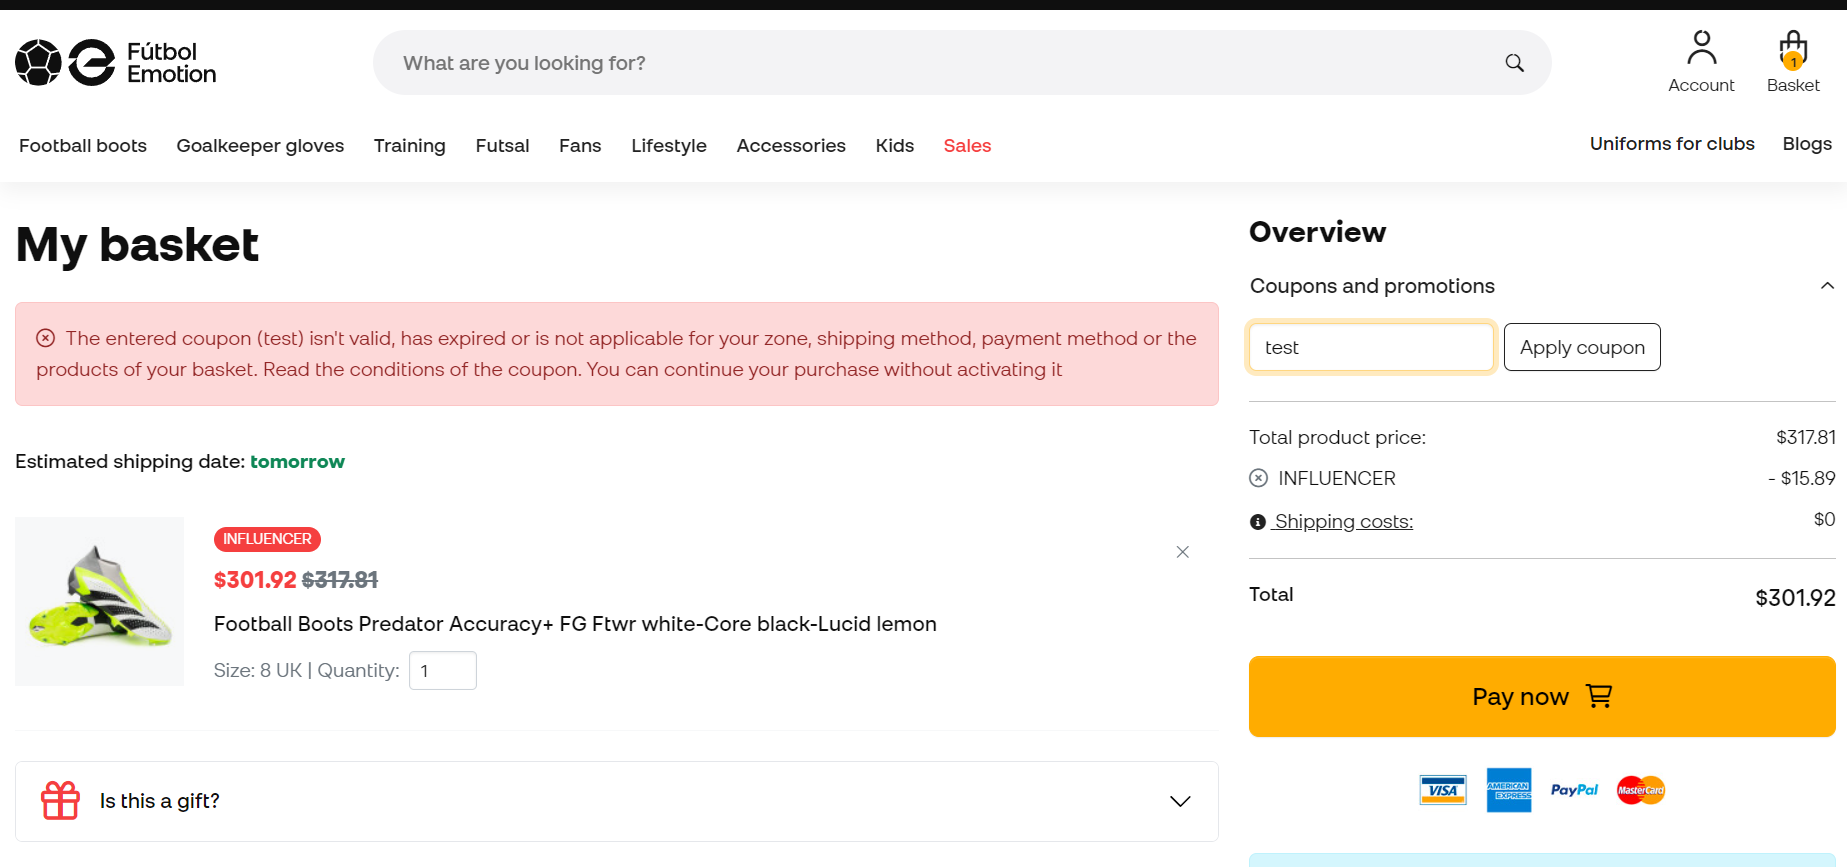 Fútbol
Emotion
What are you looking for?
Account
1
Basket
Football boots Goalkeeper gloves Training Futsal Fans Lifestyle Accessories Kids Sales
Uniforms for clubs Blogs
My basket
The entered coupon (test) isn't valid, has expired or is not applicable for your zone, shipping method, payment method or the
products of your basket. Read the conditions of the coupon. You can continue your purchase without activating it
Estimated shipping date: tomorrow
INFLUENCER
$301.92 $317.81
Football Boots Predator Accuracy+ FG Ftwr white-Core black-Lucid lemon
Size: 8 UK | Quantity: 1
Is this a gift?
Overview
Coupons and promotions
test Apply coupon
Total product price: $317.81
INFLUENCER - $15.89
Shipping costs: $0
Total $301.92
Pay now
VISA AMERICAN EXPRESS PayPal MasterCard